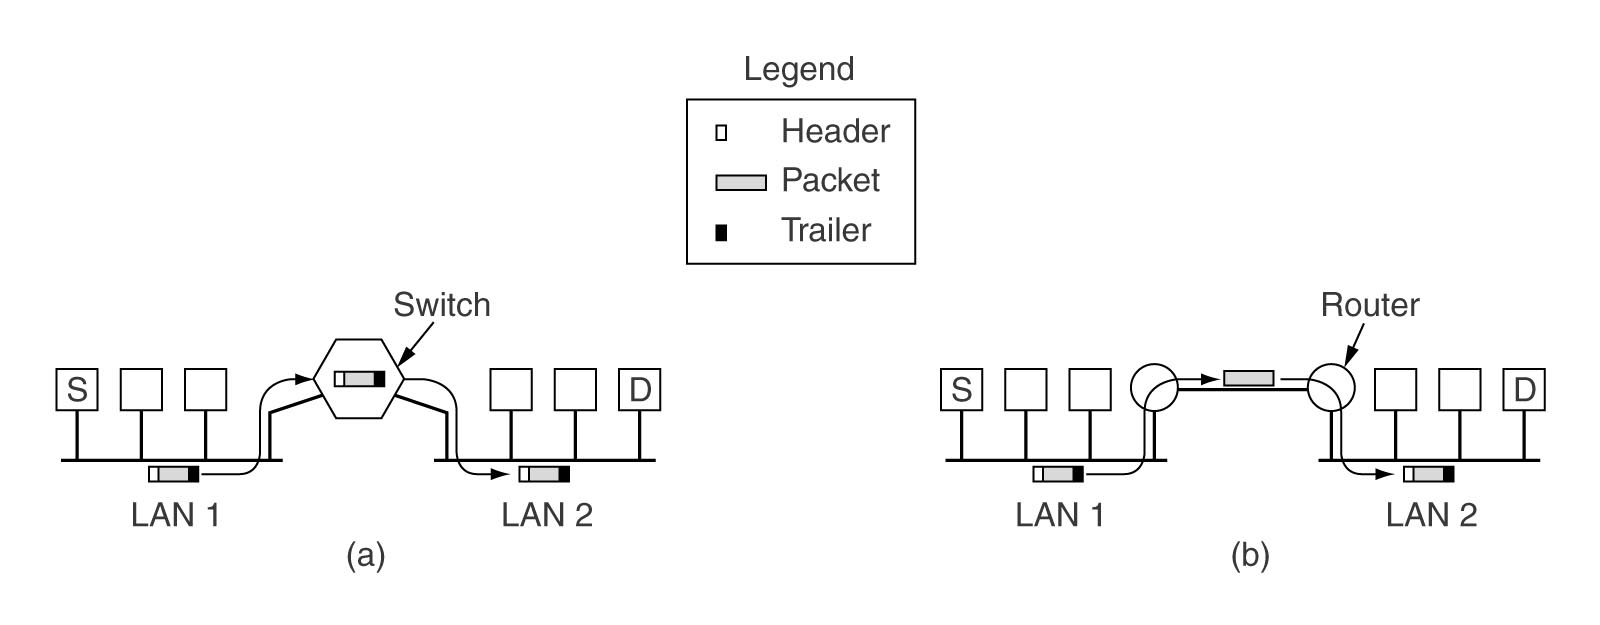 Legend
Header
Packet
Trailer
Switch
S
D
LAN 1
LAN 2
(a)
Router
S
D
LAN 1
LAN 2
(b)